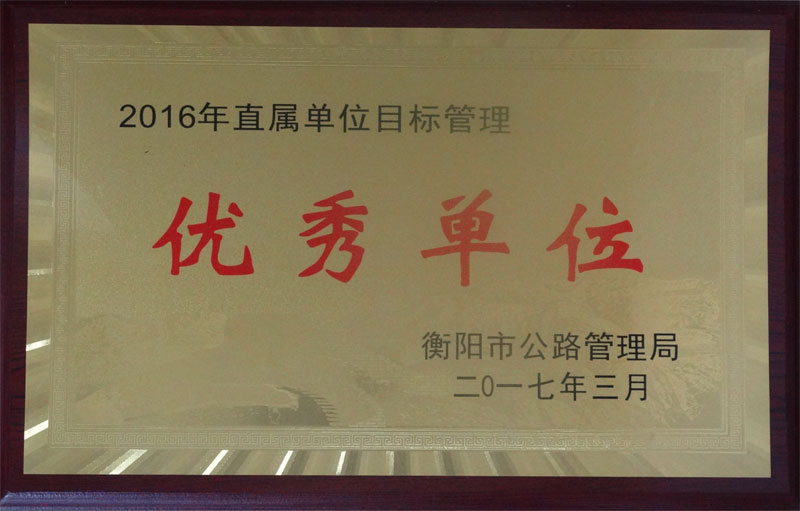 2016年直属单位目标管理
优秀单位
衡阳市公路管理局
二0一七年三月